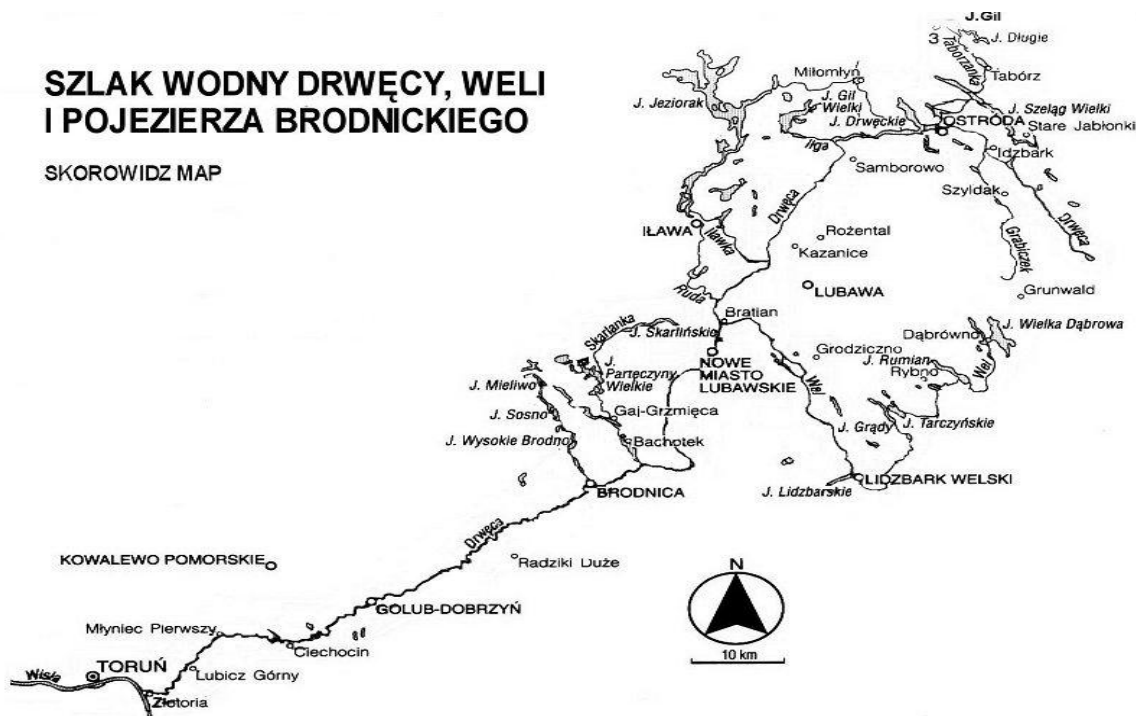 SZLAK WODNY DRWĘCY, WELI
I POJEZIERZA BRODNICKIEGO
SKOROWIDZ MAP
J.Gil
3
J. Długie
Taborzanka
Tabórz
Miłomłyn
J. Jeziorak
J. Gil
Wielki
J. Szeląg Wielki
J. Drwęckie
OSTRÓDA
Stare Jabłonki
Iłga
Idzbark
Samborowo
Szyldak
Drwęca
Drwęca
Grabiczek
IŁAWA
Iławka
Rożental
Kazanice
LUBAWA
Grunwald
Ruda
Bratian
Skarlanka
J. Skarlińskie
Dąbrówno
J. Wielka Dąbrowa
NOWE
MIASTO
LUBAWSKIE
Grodziczno
J. Rumian
Rybno
Wel
Wel
J.
Partęczyny
Wielkie
J. Mieliwo
J. Sosno
Gaj-Grzmięca
J. Grądy
J. Tarczyńskie
J. Wysokie Brodno
Bachotek
BRODNICA
J. Lidzbarskie
LIDZBARK WELSKI
Drwęca
KOWALEWO POMORSKIE
Radziki Duże
N
GOLUB-DOBRZYŃ
Młyniec Pierwszy
Ciechocin
10 km
TORUŃ
Lubicz Górny
Wisła
Złotoria